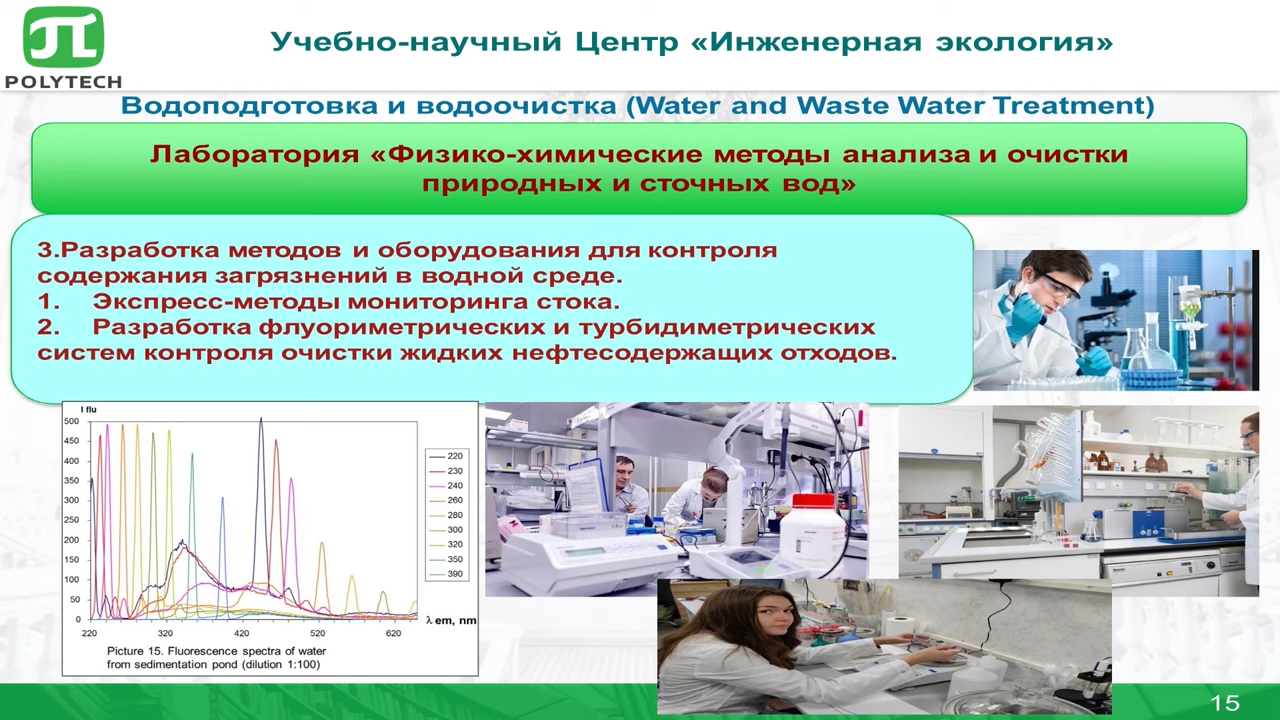 POLYTECH
Учебно-научный Центр «Инженерная экология»
Водоподготовка и водоочистка (Water and Waste Water Treatment)
Лаборатория «Физико-химические методы анализа и очистки
природных и сточных вод»
3.Разработка методов и оборудования для контроля
содержания загрязнений в водной среде.
1. Экспресс-методы мониторинга стока.
2. Разработка флуориметрических и турбидиметрических
систем контроля очистки жидких нефтесодержащих отходов.
I flu
500
450
400
350
300
250
200
150
100
50
0
220 320 420 520 620
λ em, nm
220
230
240
260
280
300
320
350
390
Picture 15. Fluorescence spectra of water
from sedimentation pond (dilution 1:100)
15